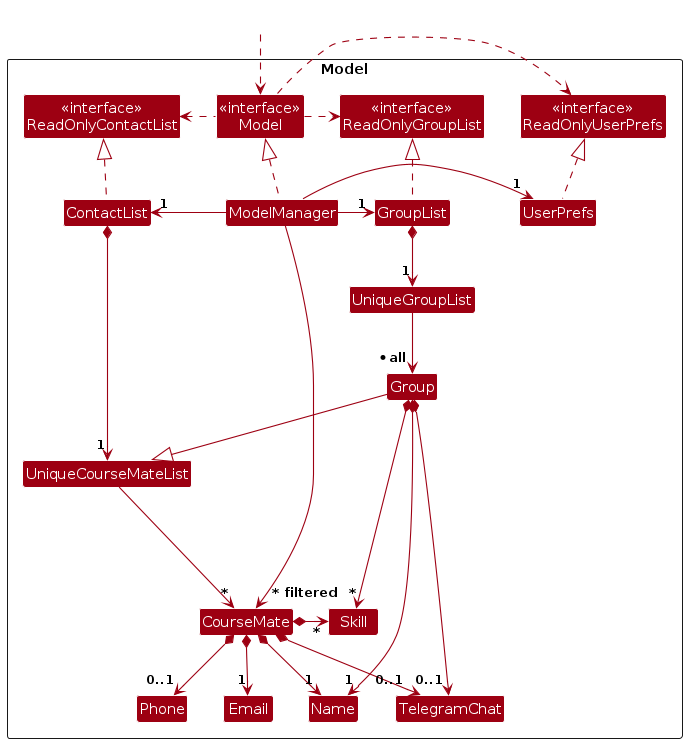 Model
«interface»
ReadOnlyContactList
«interface»
Model
«interface»
ReadOnlyGroupList
«interface»
ReadOnlyUserPrefs
1
1
1
ContactList
ModelManager
GroupList
UserPrefs
1
UniqueGroupList
• all
Group
1
UniqueCourseMateList
*
* filtered
*
CourseMate
*
Skill
0..1
1
1
1
0..1
0..1
Phone
Email
Name
TelegramChat